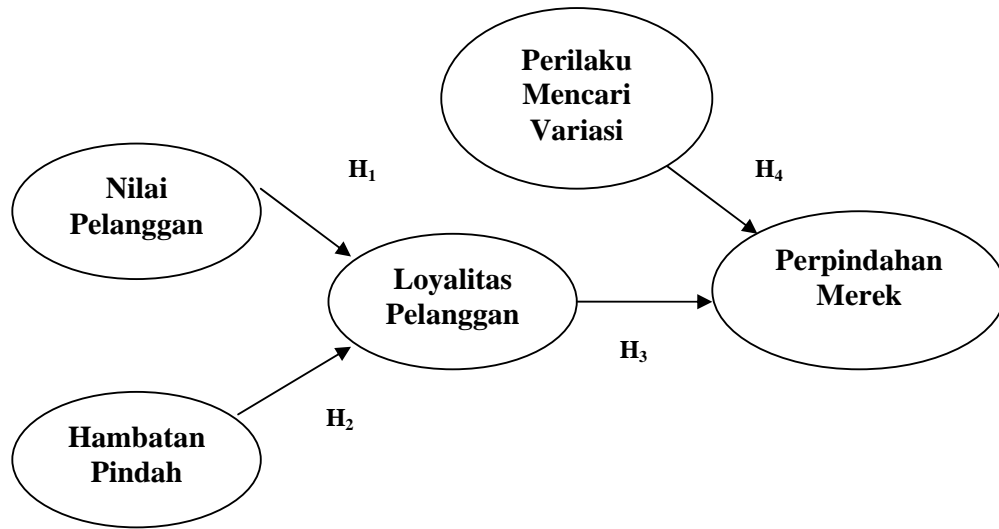 Perilaku
Mencari
Variasi
H₁
H₄
Nilai
Pelanggan
Loyalitas
Pelanggan
Perpindahan
Merek
H₃
H₂
Hambatan
Pindah